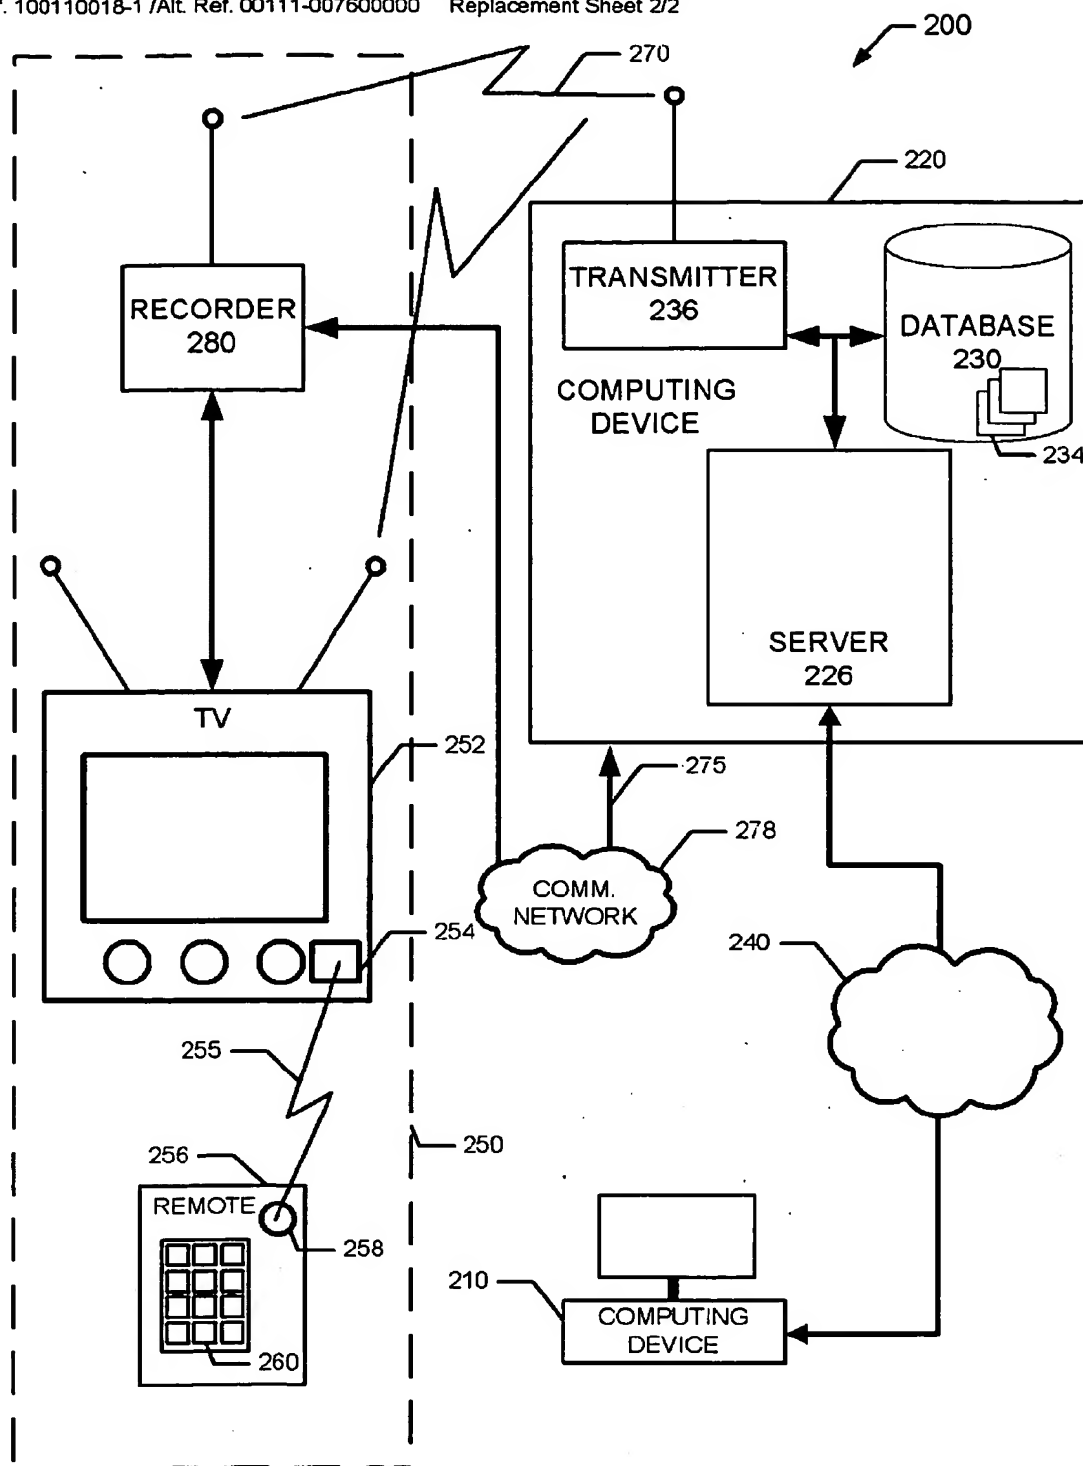 . 100110018-1 /Alt. Ref. 00111-007600000 Replacement Sheet 2/2
200
270
220
RECORDER
280
TRANSMITTER
236
DATABASE
230
COMPUTING
DEVICE
234
SERVER
226
TV
252
275
278
COMM.
NETWORK
254
240
255
250
256
REMOTE
258
210
COMPUTING
DEVICE
260